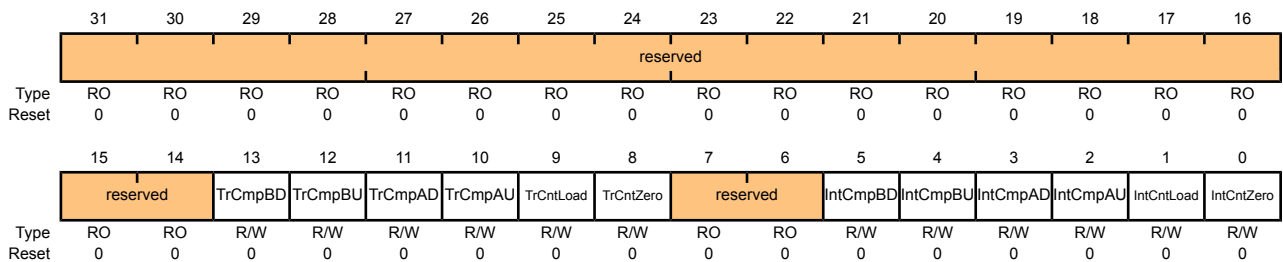 31 30 29 28 27 26 25 24 23 22 21 20 19 18 17 16
reserved
Type RO RO RO RO RO RO RO RO RO RO RO RO RO RO RO RO
Reset 0 0 0 0 0 0 0 0 0 0 0 0 0 0 0 0
15 14 13 12 11 10 9 8 7 6 5 4 3 2 1 0
reserved TrCmpBD TrCmpBU TrCmpAD TrCmpAU TrCntLoad TrCntZero reserved IntCmpBD IntCmpBU IntCmpAD IntCmpAU IntCntLoad IntCntZero
Type RO RO R/W R/W R/W R/W R/W R/W RO RO R/W R/W R/W R/W R/W R/W
Reset 0 0 0 0 0 0 0 0 0 0 0 0 0 0 0 0